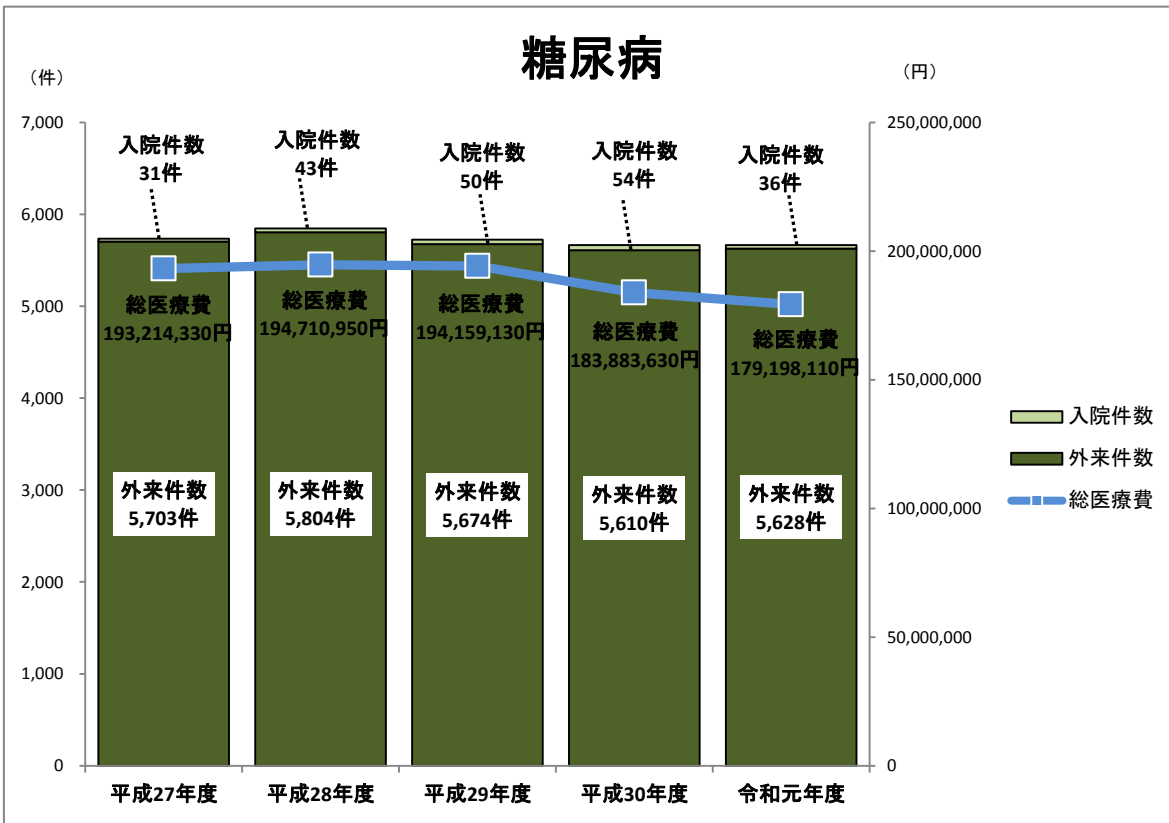 糖尿病
（件）
（円）
7,000
6,000
5,000
4,000
3,000
2,000
1,000
0
250,000,000
200,000,000
150,000,000
100,000,000
50,000,000
0
入院件数
31件
入院件数
43件
入院件数
50件
入院件数
54件
入院件数
36件
総医療費
193,214,330円
総医療費
194,710,950円
総医療費
194,159,130円
総医療費
183,883,630円
総医療費
179,198,110円
外来件数
5,703件
外来件数
5,804件
外来件数
5,674件
外来件数
5,610件
外来件数
5,628件
平成27年度
平成28年度
平成29年度
平成30年度
令和元年度
入院件数
外来件数
総医療費